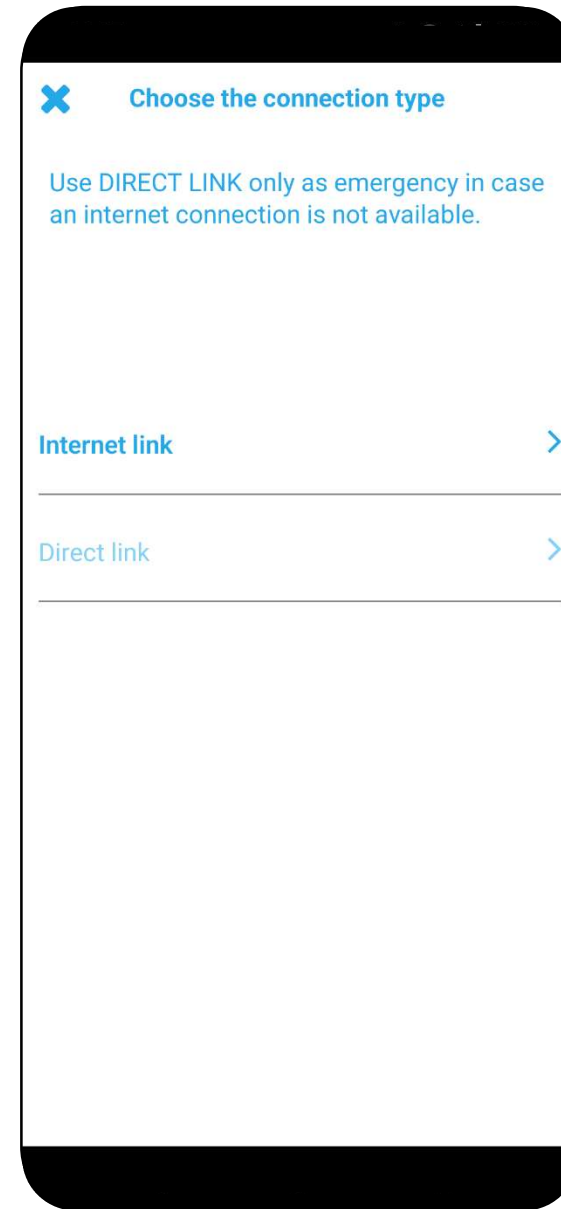 Choose the connection type
Use DIRECT LINK only as emergency in case
an internet connection is not available.
Internet link
Direct link